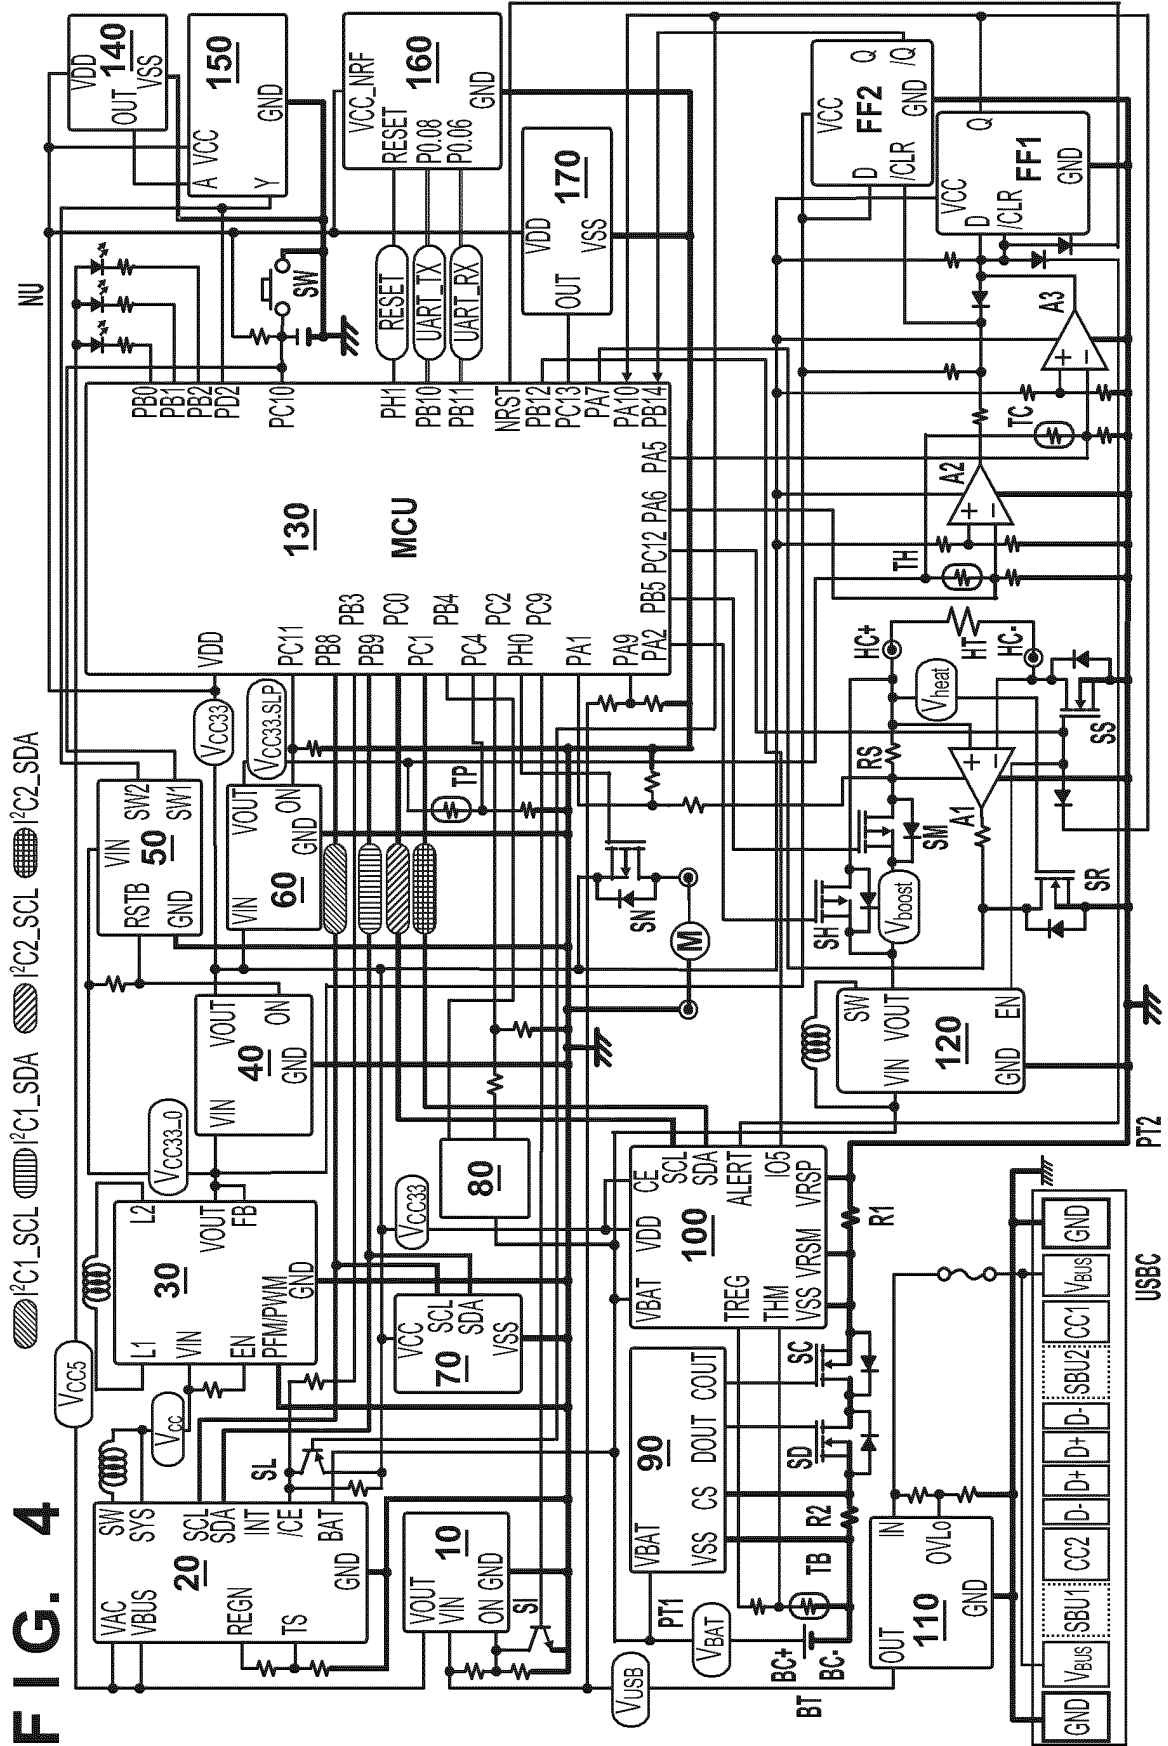 FIG. 4
I²C1_SCL I²C1_SDA I²C2_SCL I²C2_SDA
NU
VCC5
VCC
VCC33_0
VCC33
VCC33_SLP
20
VAC
VBUS
REGN
TS
SW
SYS
SCL
SDA
INT
/CE
BAT
GND
SL
30
L1
VIN
EN
PFM/PWM
L2
VOUT
FB
GND
40
VIN
VOUT
ON
GND
50
VIN
RSTB
GND
SW2
SW1
60
VIN
VOUT
ON
GND
TP
130
MCU
VDD
PC11
PB8
PB3
PB9
PC0
PC1
PB4
PC4
PC2
PH0
PC9
PA1
PA9
PA2
PB5
PC12
PA6
PA5
PB0
PB1
PB2
PD2
PC10
PH1
PB10
PB11
NRST
PB12
PC13
PA7
PA10
PB14
140
VDD
OUT
VSS
150
VCC
A
Y
GND
SW
160
VCC_NRF
RESET
P0.08
P0.06
GND
RESET
UART_TX
UART_RX
170
VDD
OUT
VSS
10
VOUT
VIN
ON
GND
SI
70
VCC
SCL
SDA
VSS
VCC33
80
SN
M
90
VBAT
VSS
CS
DOUT
COUT
100
VBAT
VDD
CE
SCL
SDA
ALERT
IO5
TREG
THM
VSS
VRSM
VRSP
PT1
VBAT
VUSB
BC+
BC-
BT
TB
R2
SD
SC
R1
PT2
110
OUT
IN
OVLo
GND
120
SW
VIN
VOUT
EN
GND
Vboost
SH
SM
RS
Vheat
A1
SR
SS
HC+
HT
HC-
TH
A2
TC
A3
FF2
VCC
D
/CLR
Q
/Q
GND
FF1
VCC
D
/CLR
Q
GND
GND
VBUS
SBU1
CC2
D-
D+
D+
D-
SBU2
CC1
VBUS
GND
USBC